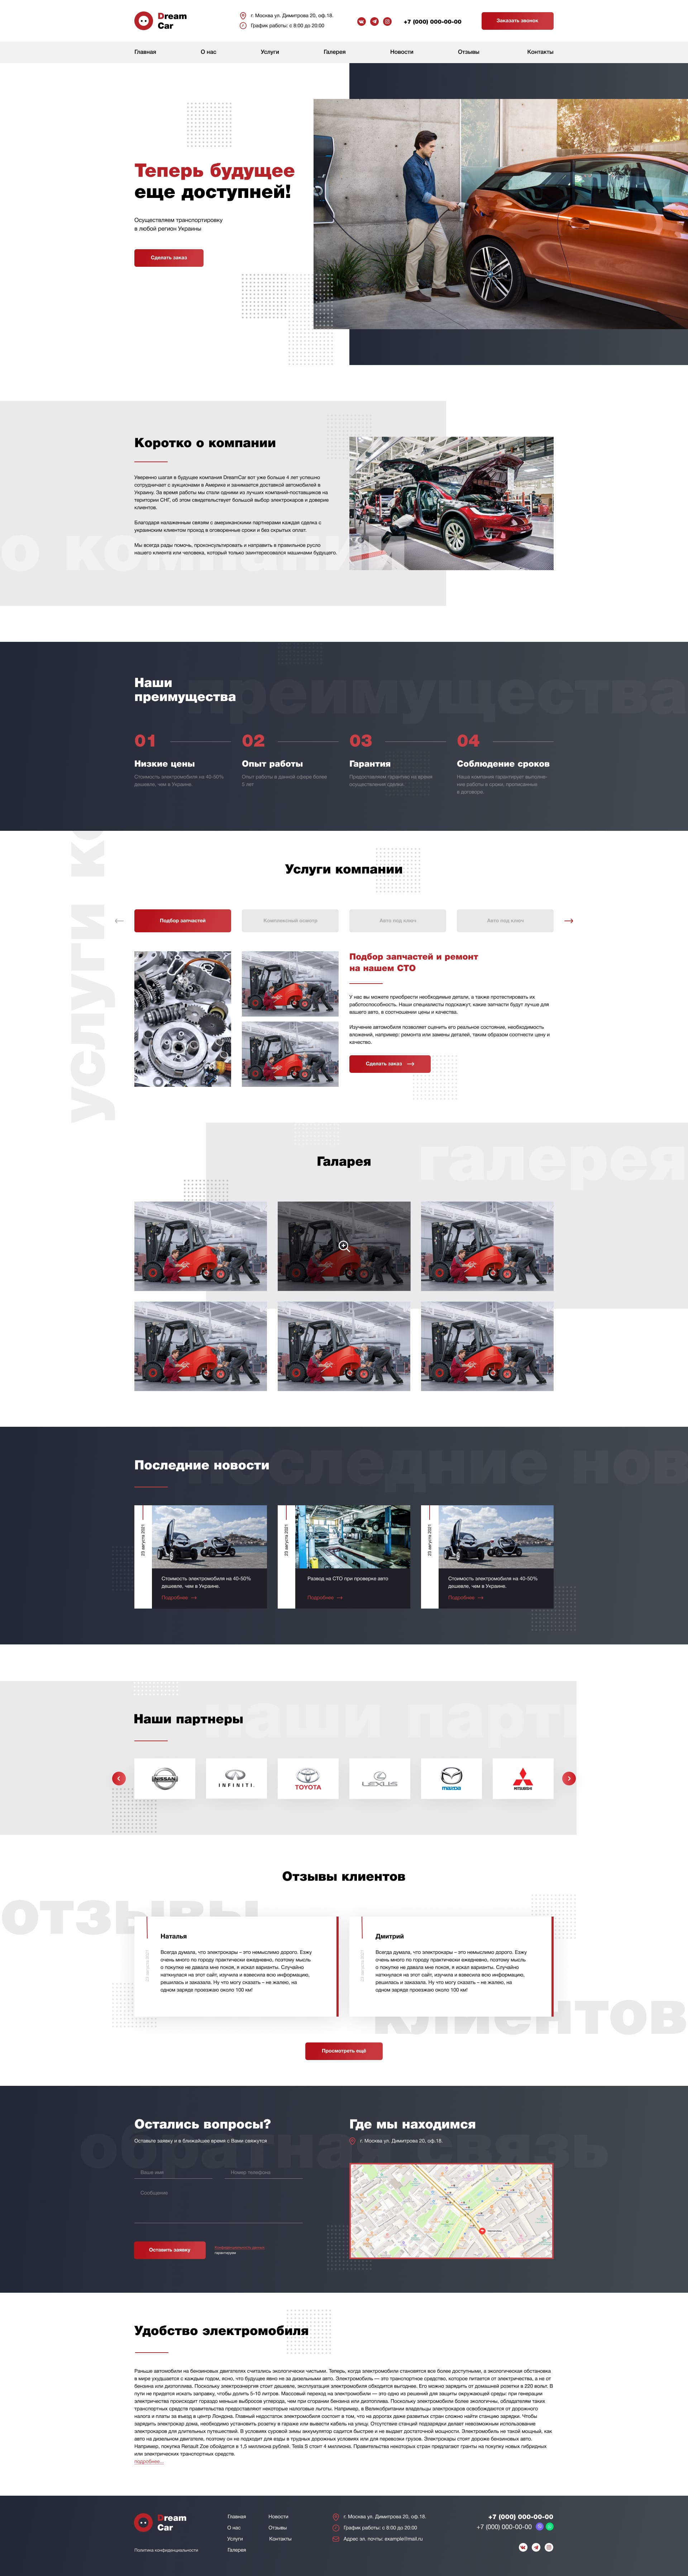 Dream
Car
г. Москва ул. Димитрова 20, оф.18.
График работы: с 8:00 до 20:00
+7 (000) 000-00-00
Заказать звонок
Главная
О нас
Услуги
Галерея
Новости
Отзывы
Контакты
Теперь будущее
еще доступней!
Осуществляем транспортировку
в любой регион Украины
Сделать заказ
Коротко о компании
Уверенно шагая в будущее компания DreamCar вот уже больше 4 лет успешно
сотрудничает с аукционами в Америке и занимается доставкой автомобилей в
Украину. За время работы мы стали одними из лучших компаний-поставщиков на
территории СНГ, об этом свидетельствует большой выбор электрокаров и доверие
клиентов.
Благодаря налаженным связям с американскими партнерами каждая сделка с
украинским клиентом проход в оговоренные сроки и без скрытых оплат.
Мы всегда рады помочь, проконсультировать и направить в правильное русло
нашего клиента или человека, который только заинтересовался машинами будущего.
о компании
преимущества
Наши
преимущества
01
02
03
04
Низкие цены
Опыт работы
Гарантия
Соблюдение сроков
Стоимость электромобиля на 40-50%
дешевле, чем в Украине.
Опыт работы в данной сфере более
5 лет.
Предоставляем гарантию на время
осуществления сделки.
Наша компания гарантирует выполне-
ние работы в сроки, прописанные
в договоре.
услуги
Услуги компании
Подбор запчастей
Комплексный осмотр
Авто под ключ
Авто под ключ
Подбор запчастей и ремонт
на нашем СТО
У нас вы можете приобрести необходимые детали, а также протестировать их
работоспособность. Наши специалисты подскажут, какие запчасти будут лучше для
вашего авто, в соотношении цены и качества.
Изучение автомобиля позволяет оценить его реальное состояние, необходимость
вложений, например: ремонта или замены деталей, таким образом соотнести цену и
качество.
Сделать заказ
галерея
Галарея
последние нов
Последние новости
23 августа 2021
Стоимость электромобиля на 40-50%
дешевле, чем в Украине.
Подробнее
23 августа 2021
Развод на СТО при проверке авто
Подробнее
23 августа 2021
Стоимость электромобиля на 40-50%
дешевле, чем в Украине.
Подробнее
наши парт
Наши партнеры
NISSAN
INFINITI
TOYOTA
LEXUS
mazda
MITSUBISHI
Отзывы клиентов
отзывы
Наталья
Всегда думала, что электрокары – это немыслимо дорого. Езжу
очень много по городу практически ежедневно, поэтому мысль
о покупке не давала мне покоя, я искал варианты. Случайно
наткнулася на этот сайт, изучила и взвесила всю информацию,
решилась и заказала. Ну что могу сказать – не жалею, на
одном заряде проезжаю около 100 км!
Дмитрий
Всегда думала, что электрокары – это немыслимо дорого. Езжу
очень много по городу практически ежедневно, поэтому мысль
о покупке не давала мне покоя, я искал варианты. Случайно
наткнулася на этот сайт, изучила и взвесила всю информацию,
решилась и заказала. Ну что могу сказать – не жалею, на
одном заряде проезжаю около 100 км!
клиентов
Просмотреть ещё
Остались вопросы?
Оставьте заявку и в ближайшее время с Вами свяжутся
Ваше имя
Номер телефона
Сообщение
Оставить заявку
Где мы находимся
г. Москва ул. Димитрова 20, оф.18.
Удобство электромобиля
Раньше автомобили на бензиновых двигателях считались экологически чистыми. Теперь, когда электромобили становятся все более доступными, а экологическая обстановка
в мире ухудшается с каждым годом, ясно, что будущее явно не за дизельными авто. Электромобиль — это транспортное средство, которое питается от электричества, а не от
бензина или дизтоплива. Поскольку электроэнергия стоит дешевле, эксплуатация электромобиля обходится выгоднее. Его можно заряжать от домашней розетки в 220 вольт. В
пути не придется искать заправку, чтобы долить 5-10 литров. Массовый переход на электромобили — это одно из решений для защиты окружающей среды: при генерации
электричества происходит гораздо меньше выбросов углерода, чем при сгорании бензина или дизтоплива. Поскольку электромобили более экологичны, обладателям таких
транспортных средств правительства предоставляют некоторые налоговые льготы. Например, в Великобритании владельцы электрокаров освобождаются от дорожного
налога и платы за въезд в центр Лондона. Главный недостаток электромобиля состоит в том, что на дорогах даже развитых стран сложно найти станцию зарядки. Чтобы
зарядить электрокар дома, необходимо установить розетку в гараже или вывести кабель на улицу. Отсутствие станций подзарядки делает невозможным использование
электрокаров для длительных путешествий. В условиях суровой зимы аккумулятор садится быстрее и не выдает достаточной мощности. Электромобиль не такой мощный, как
авто на дизельном двигателе, поэтому он не подходит для езды в трудных дорожных условиях или для перевозки грузов. Электрокары стоят дороже бензиновых авто.
Например, покупка Renault Zoe обойдется в 1,5 миллиона рублей. Tesla S стоит 4 миллиона. Правительства некоторых стран предлагают гранты на покупку новых гибридных
или электрических транспортных средств.
подробнее...
Dream
Car
Политика конфиденциальности
Главная
О нас
Услуги
Галерея
Новости
Отзывы
Контакты
г. Москва ул. Димитрова 20, оф.18.
График работы: с 8:00 до 20:00
Адрес эл. почты: example@mail.ru
+7 (000) 000-00-00
+7 (000) 000-00-00